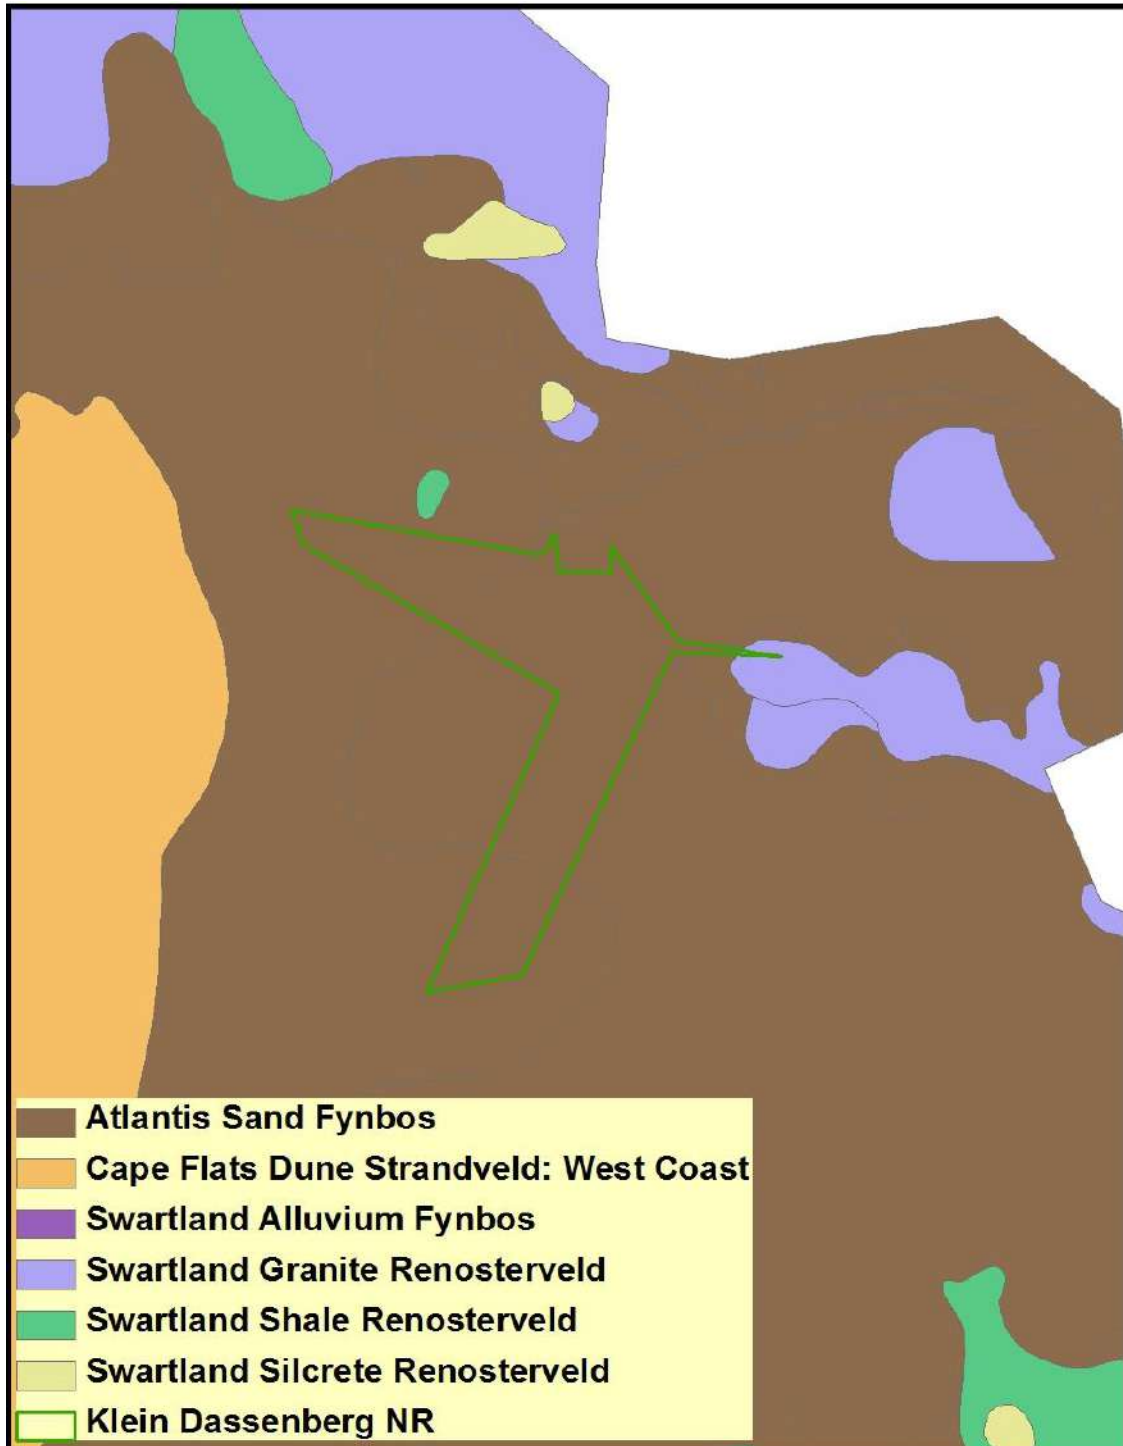 Atlantis Sand Fynbos
Cape Flats Dune Strandveld: West Coast
Swartland Alluvium Fynbos
Swartland Granite Renosterveld
Swartland Shale Renosterveld
Swartland Silcrete Renosterveld
Klein Dassenberg NR